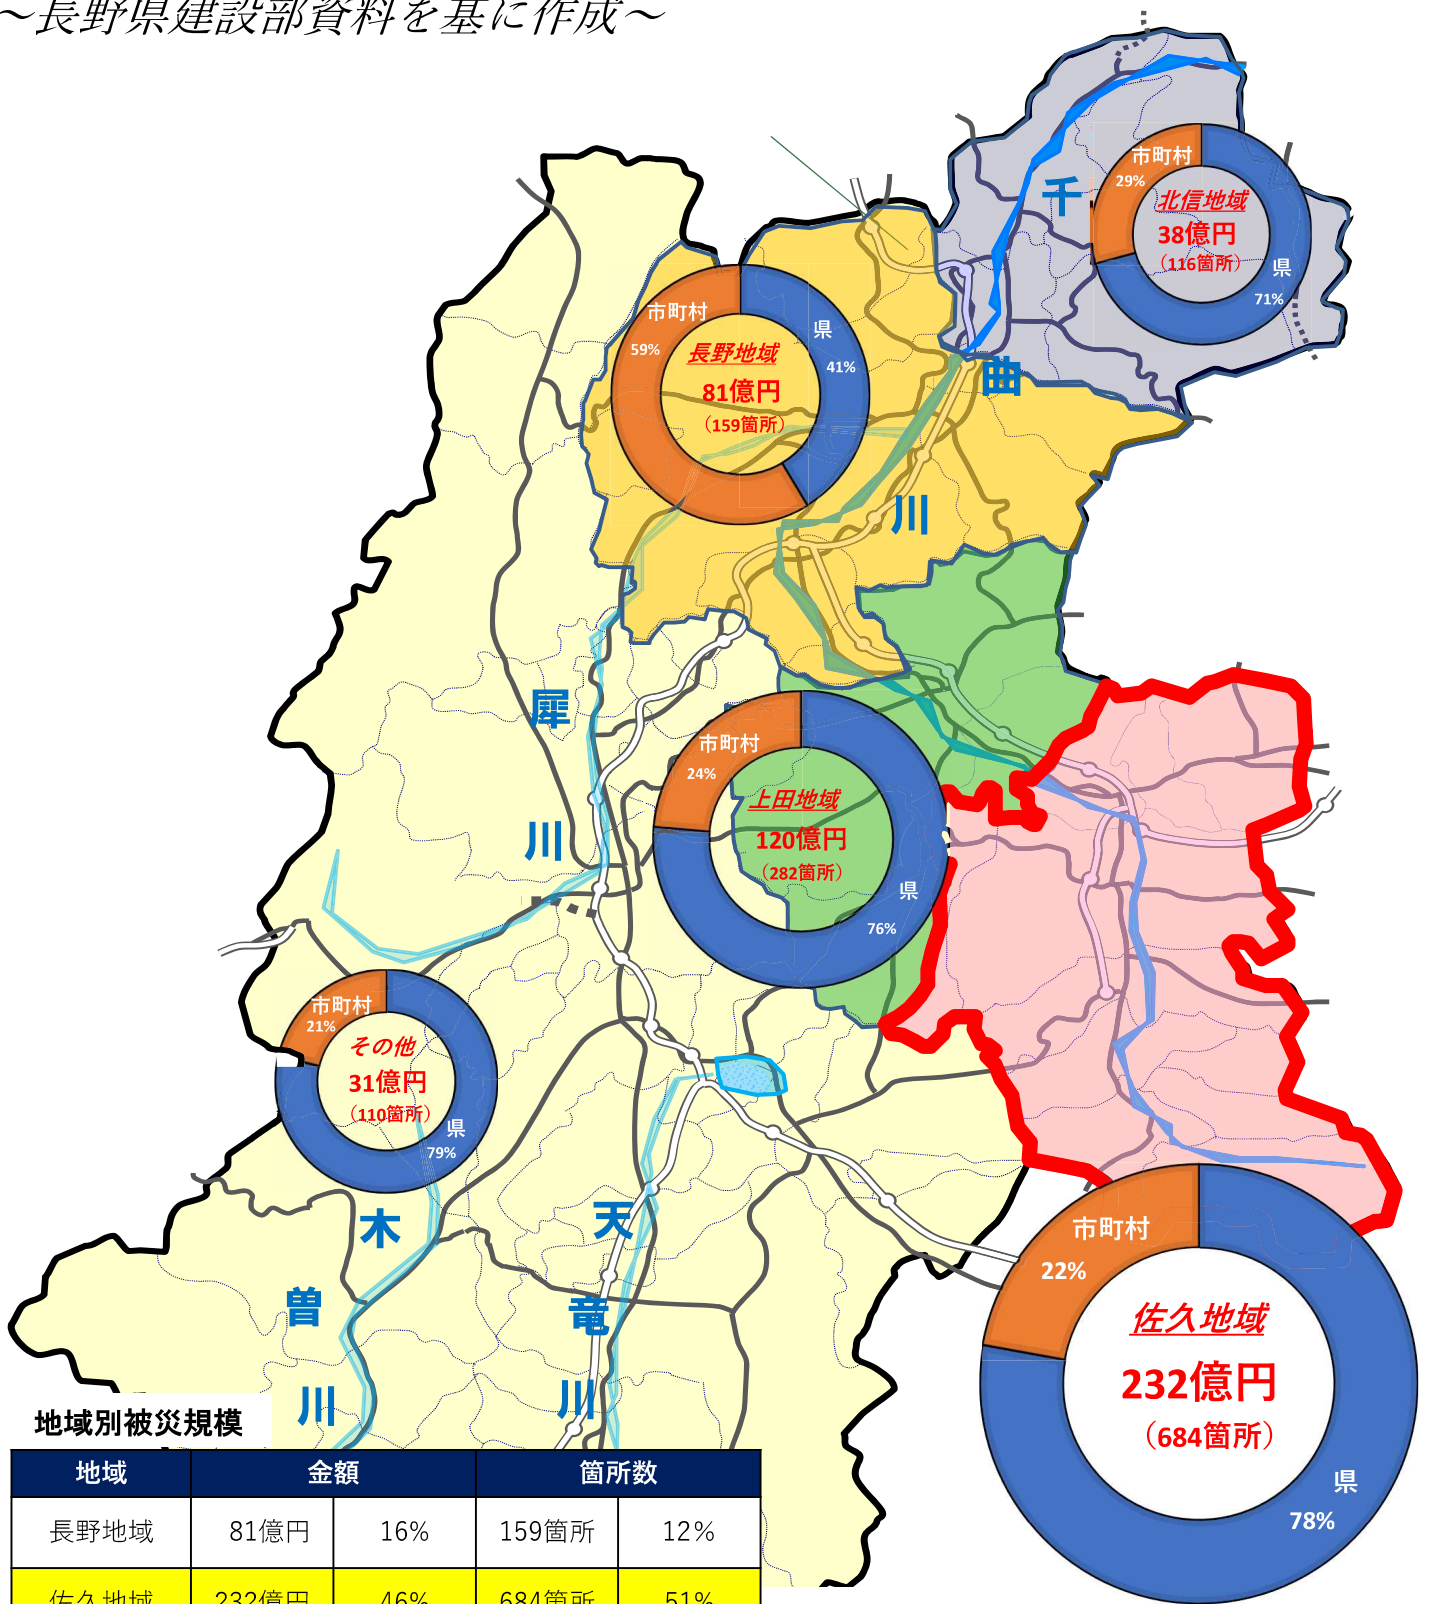 ～長野県建設部資料を基に作成～
千
曲
川
市町村
29%
北信地域
38億円
（116箇所）
県
71%
市町村
59%
長野地域
81億円
（159箇所）
県
41%
犀
川
市町村
24%
上田地域
120億円
（282箇所）
県
76%
市町村
21%
その他
31億円
（110箇所）
県
79%
木
曽
川
天
竜
川
市町村
22%
佐久地域
232億円
（684箇所）
県
78%
地域別被災規模
地域 金額 箇所数
長野地域 81億円 16% 159箇所 12%
佐久地域 232億円 46% 684箇所 51%